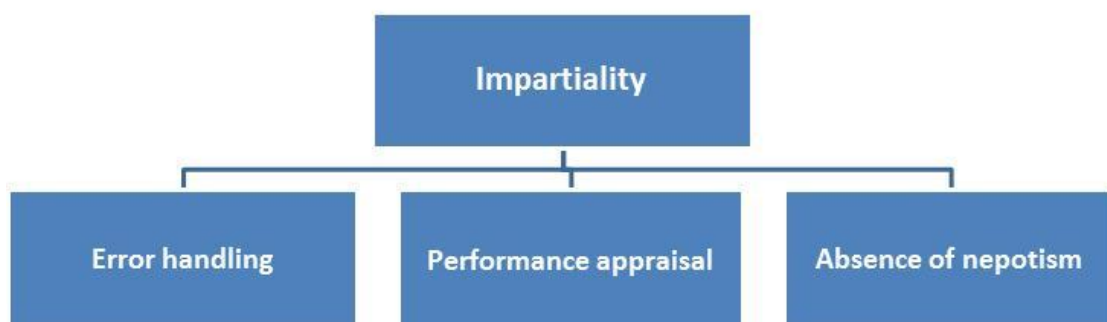 Impartiality
Error handling
Performance appraisal
Absence of nepotism